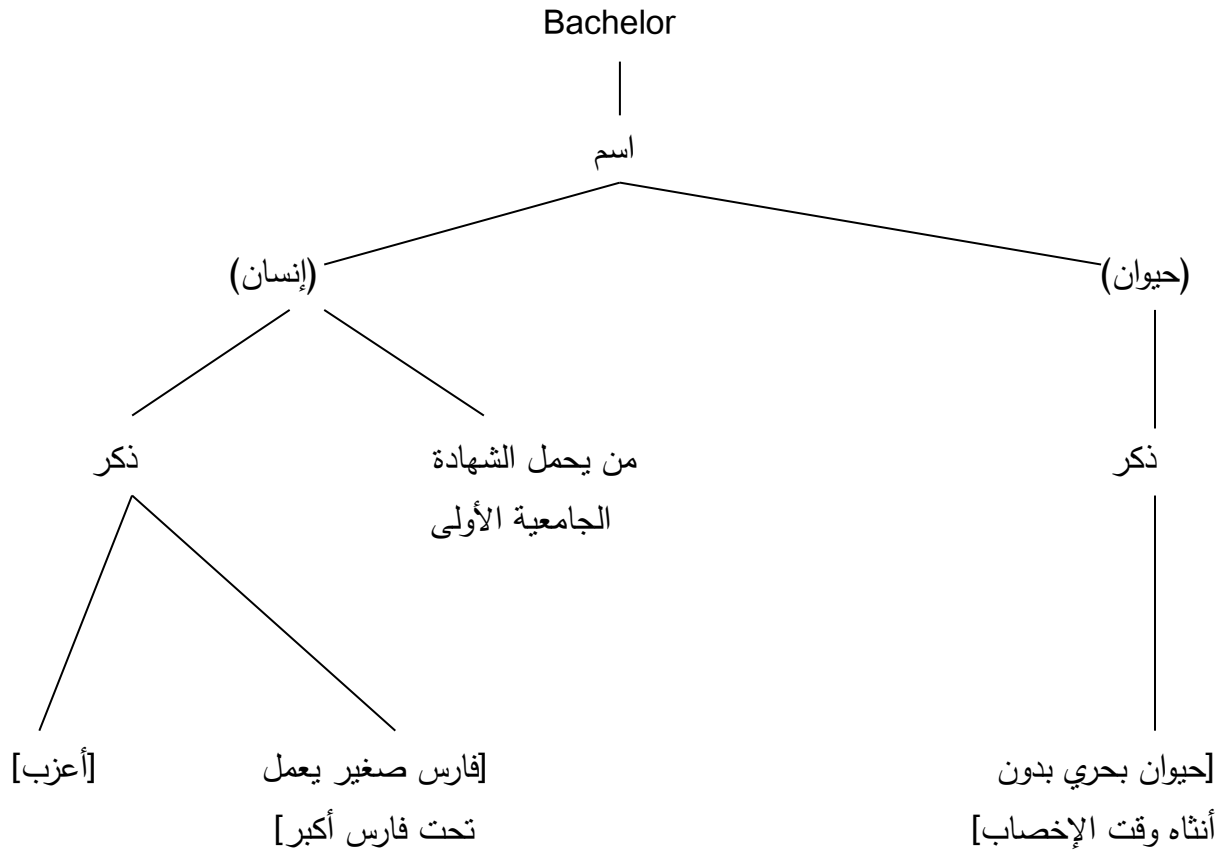 Bachelor
اسم
(حيوان)
(إنسان)
ذكر
من يحمل الشهادة
الجامعية الأولى
ذكر
[حيوان بحري بدون
أنثاه وقت الإخصاب]
[فارس صغير يعمل
تحت فارس أكبر]
[أعزب]